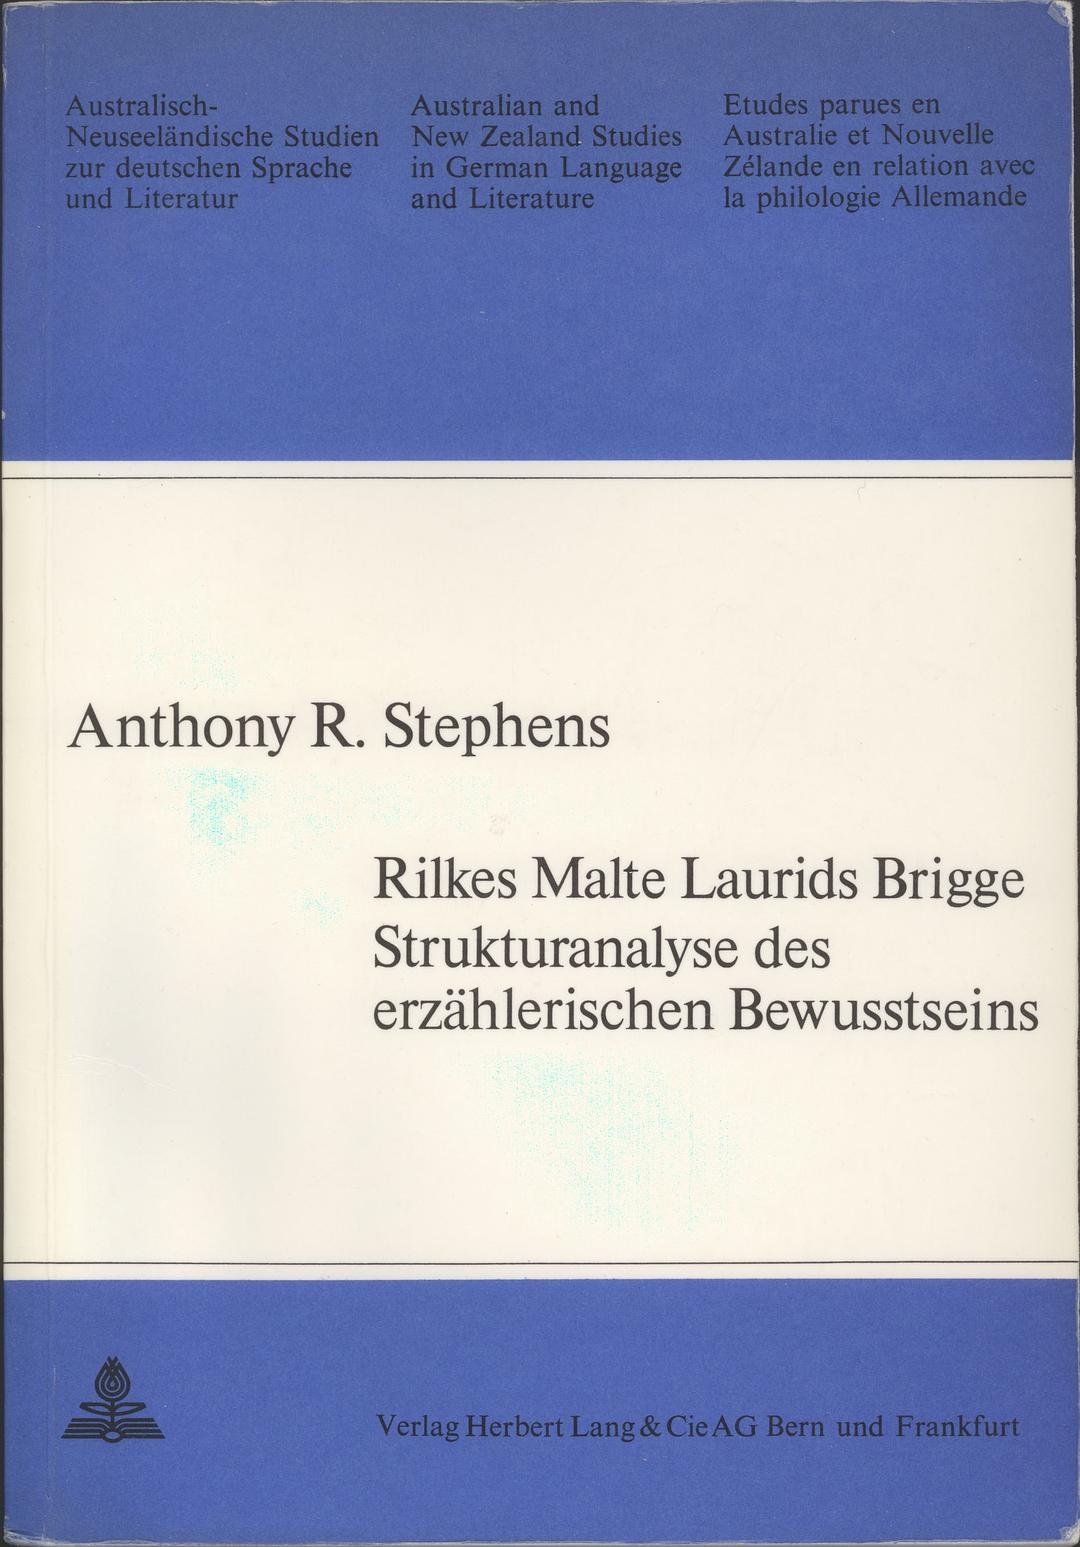 Australisch-
Neuseeländische Studien
zur deutschen Sprache
und Literatur
Australian and
New Zealand Studies
in German Language
and Literature
Etudes parues en
Australie et Nouvelle
Zélande en relation avec
la philologie Allemande
Anthony R. Stephens
Rilkes Malte Laurids Brigge
Strukturanalyse des
erzählerischen Bewusstseins
Verlag Herbert Lang & Cie AG Bern und Frankfurt